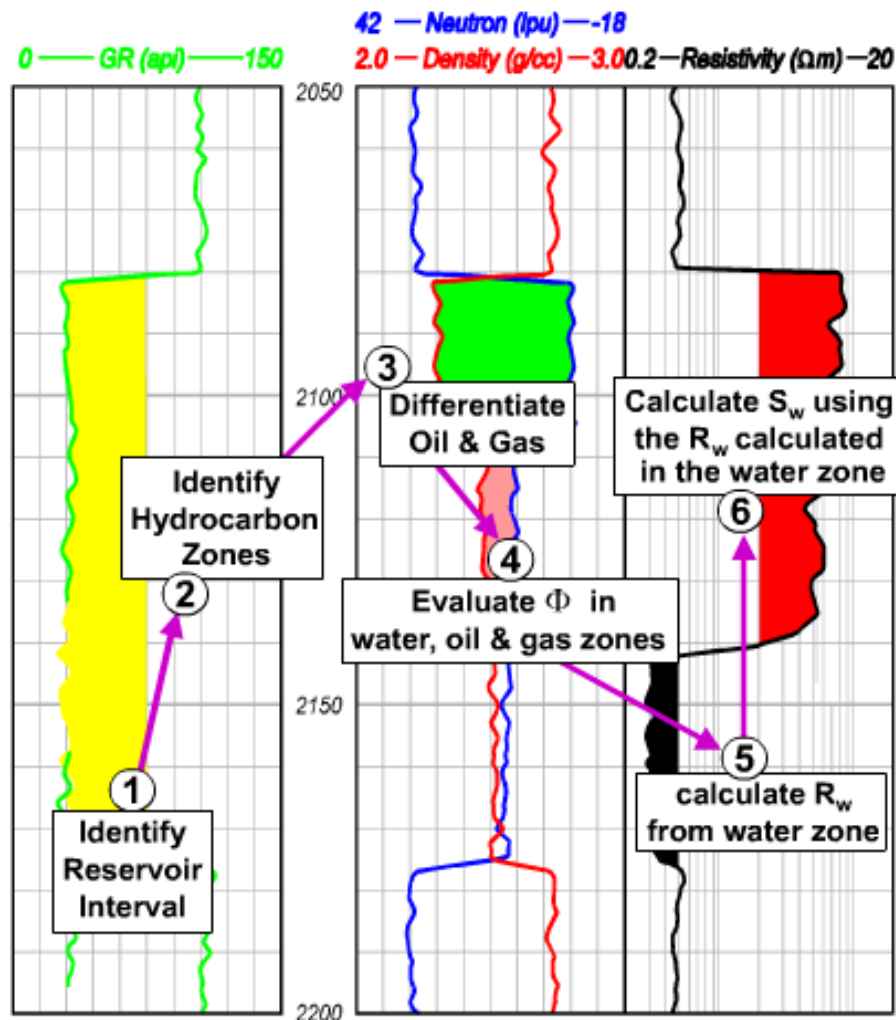 42 — Neutron (lpu) — -18
0 — GR (api) — 150
2.0 — Density (g/cc) — 3.0
0.2 — Resistivity (Ωm) — 20
2050
3
2100
Differentiate
Oil & Gas
Calculate Sw using
the Rw calculated
in the water zone
Identify
Hydrocarbon
Zones
6
4
2
Evaluate Φ in
water, oil & gas zones
2150
5
1
calculate Rw
from water zone
Identify
Reservoir
Interval
2200